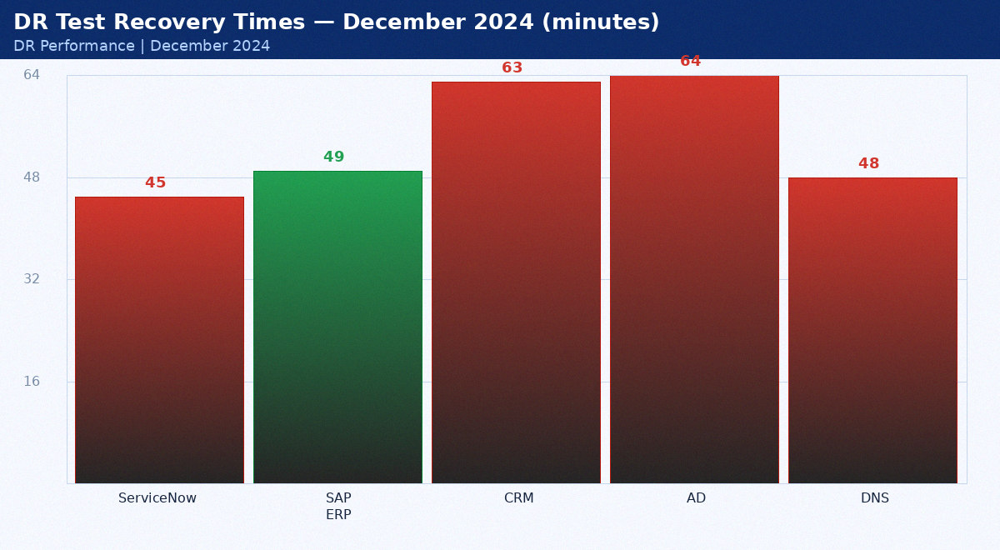 DR Test Recovery Times — December 2024 (minutes)
DR Performance | December 2024
64
48
32
16
45
49
63
64
48
ServiceNow
SAP
ERP
CRM
AD
DNS